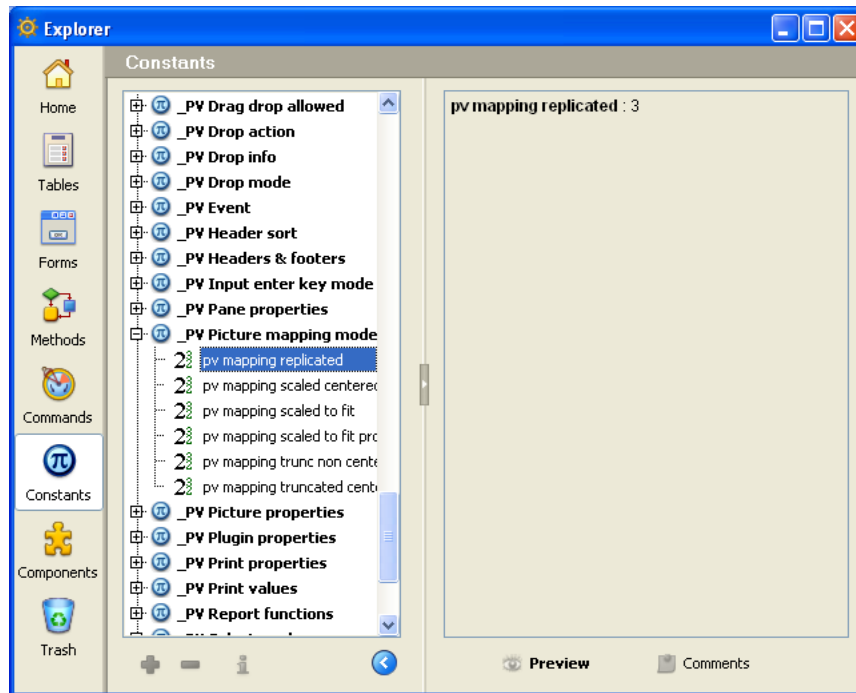 Explorer
Constants
Home
Tables
Forms
Methods
Commands
Constants
Components
Trash
_PV Drag drop allowed
_PV Drop action
_PV Drop info
_PV Drop mode
_PV Event
_PV Header sort
_PV Headers & footers
_PV Input enter key mode
_PV Pane properties
_PV Picture mapping mode
pv mapping replicated
pv mapping scaled centered
pv mapping scaled to fit
pv mapping scaled to fit pro
pv mapping trunc non cente
pv mapping truncated cent
_PV Picture properties
_PV Plugin properties
_PV Print properties
_PV Print values
_PV Report functions
pv mapping replicated : 3
Preview
Comments